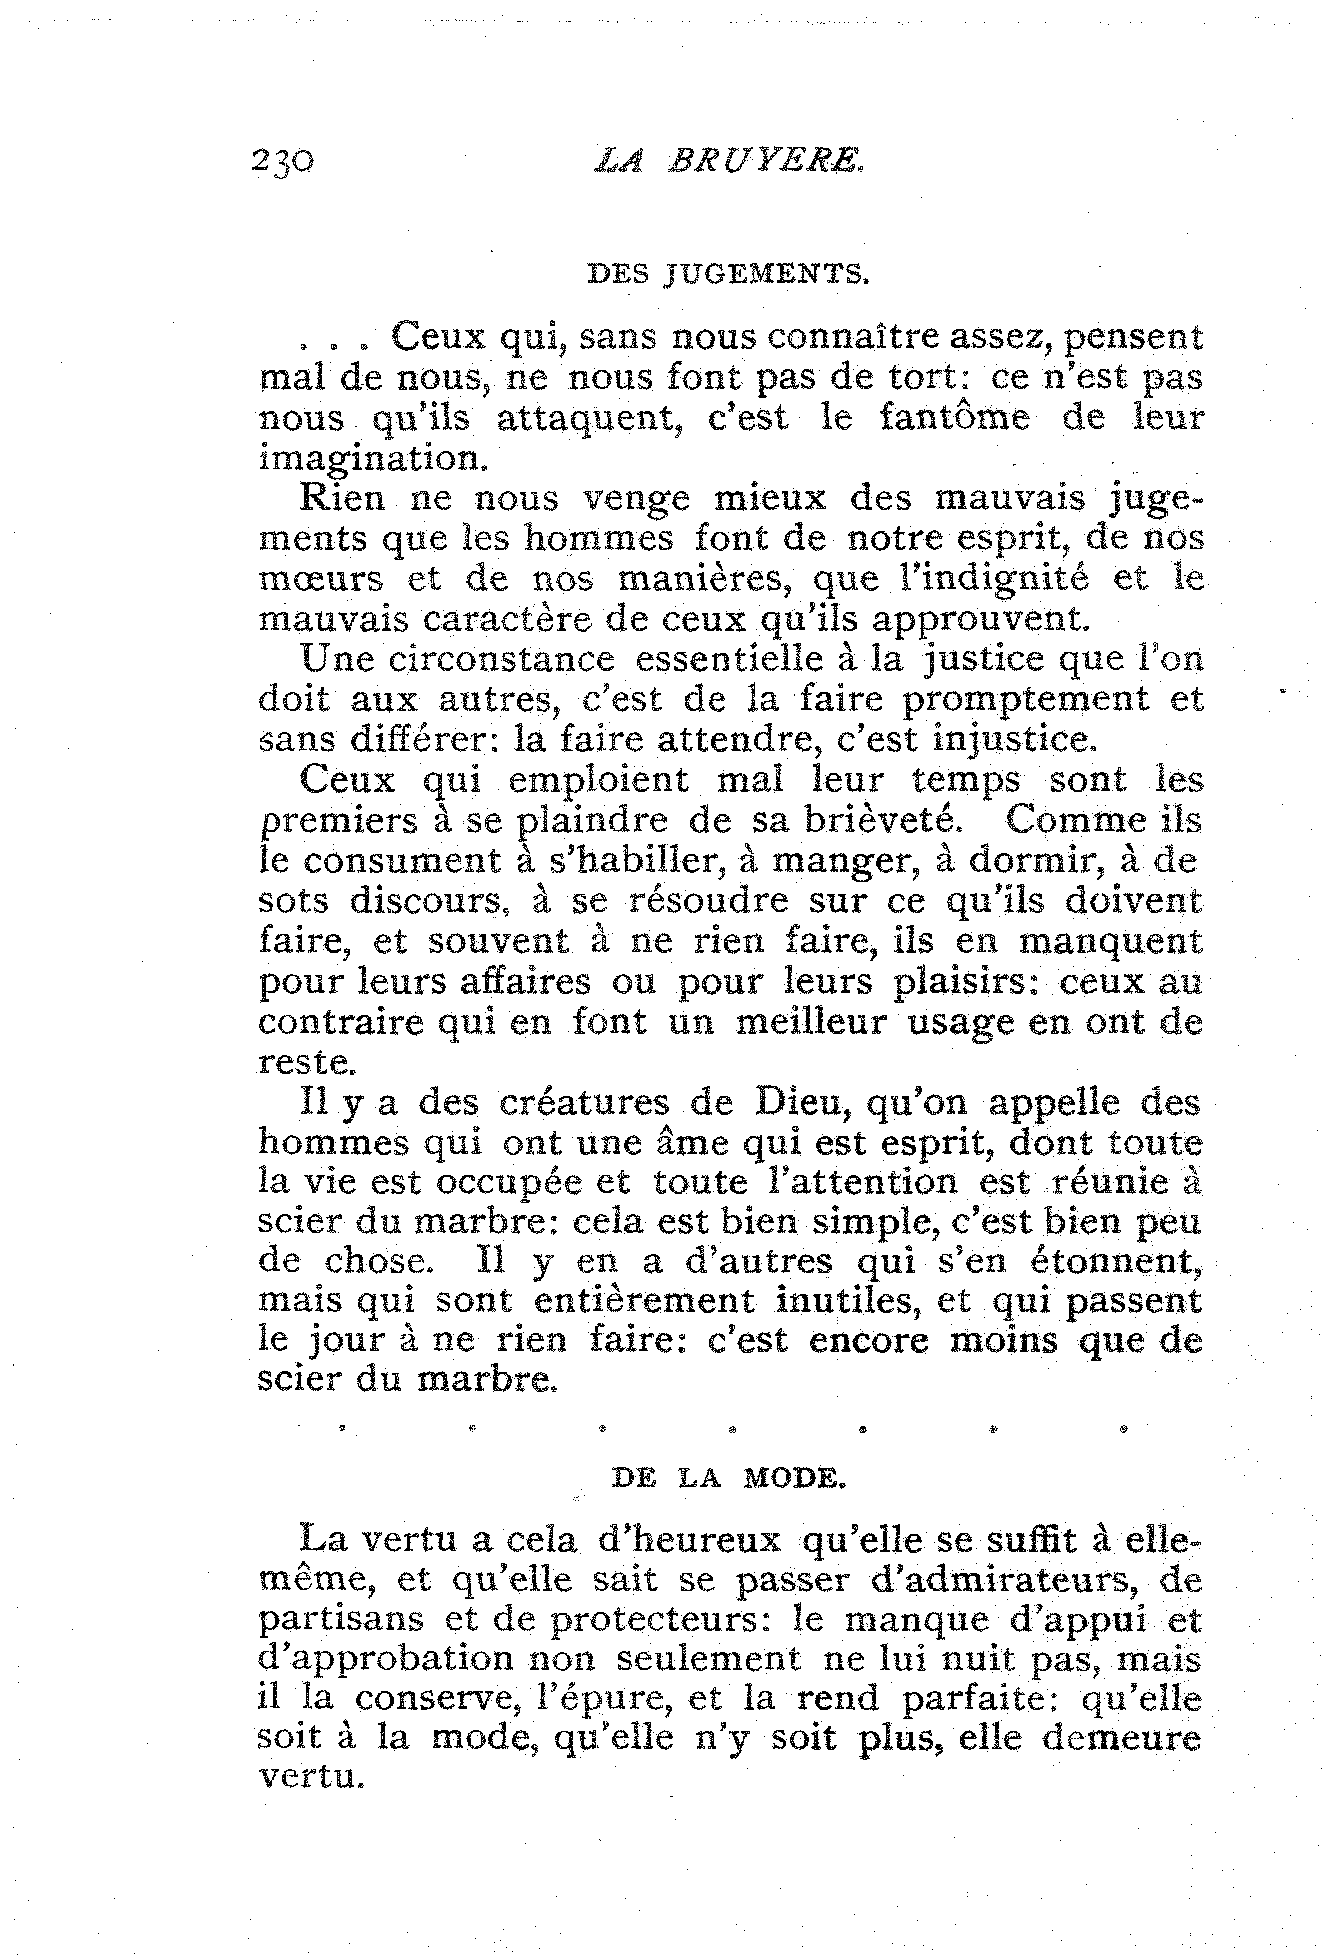 230 LA BRUYERE.
DES JUGEMENTS.
. . . Ceux qui, sans nous connaître assez, pensent
mal de nous, ne nous font pas de tort: ce n'est pas
nous qu'ils attaquent, c'est le fantôme de leur
imagination.
Rien ne nous venge mieux des mauvais juge-
ments que les hommes font de notre esprit, de nos
mœurs et de nos manières, que l'indignité et le
mauvais caractère de ceux qu'ils approuvent.
Une circonstance essentielle à la justice que l'on
doit aux autres, c'est de la faire promptement et
sans différer: la faire attendre, c'est injustice.
Ceux qui emploient mal leur temps sont les
premiers à se plaindre de sa brièveté. Comme ils
le consument à s'habiller, à manger, à dormir, à de
sots discours, à se résoudre sur ce qu'ils doivent
faire, et souvent à ne rien faire, ils en manquent
pour leurs affaires ou pour leurs plaisirs: ceux au
contraire qui en font un meilleur usage en ont de
reste.
Il y a des créatures de Dieu, qu'on appelle des
hommes qui ont une âme qui est esprit, dont toute
la vie est occupée et toute l'attention est réunie à
scier du marbre: cela est bien simple, c'est bien peu
de chose. Il y en a d'autres qui s'en étonnent,
mais qui sont entièrement inutiles, et qui passent
le jour à ne rien faire: c'est encore moins que de
scier du marbre.
. . . . . . .
DE LA MODE.
La vertu a cela d'heureux qu'elle se suffit à elle-
même, et qu'elle sait se passer d'admirateurs, de
partisans et de protecteurs: le manque d'appui et
d'approbation non seulement ne lui nuit pas, mais
il la conserve, l'épure, et la rend parfaite: qu'elle
soit à la mode, qu'elle n'y soit plus, elle demeure
vertu.